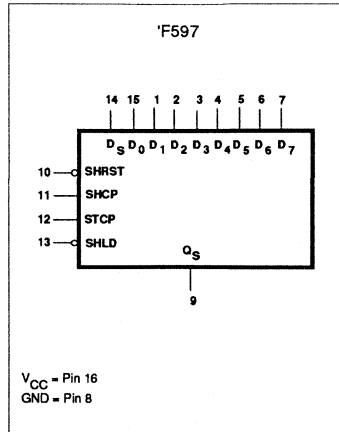 'F597
14 15 1 2 3 4 5 6 7
DS D0 D1 D2 D3 D4 D5 D6 D7
10 SHRST
11 SHCP
12 STCP
13 SHLD
QS
9
VCC = Pin 16
GND = Pin 8